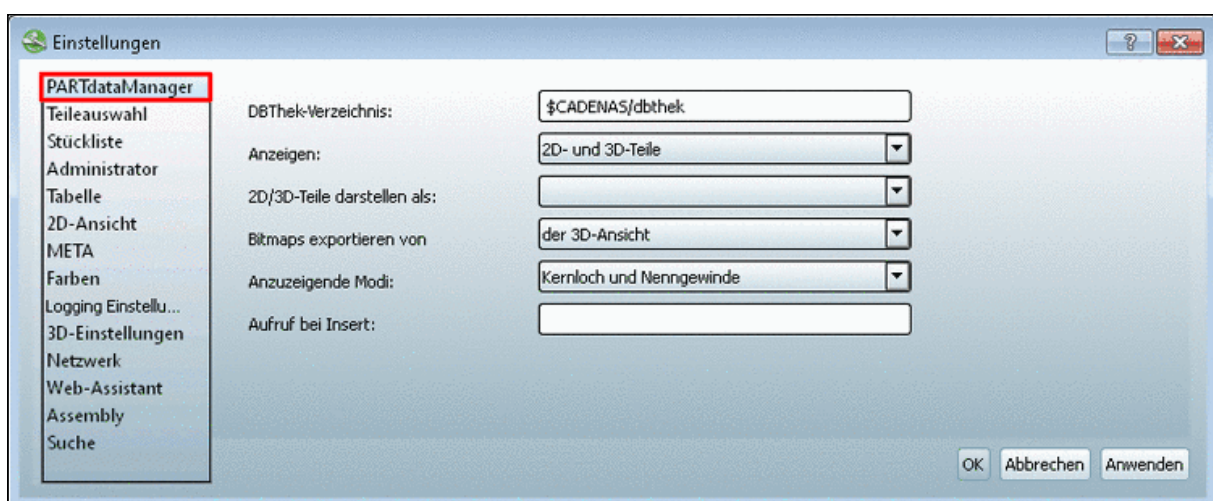 Einstellungen
PARTdataManager
Teileauswahl
Stückliste
Administrator
Tabelle
2D-Ansicht
META
Farben
Logging Einstellu...
3D-Einstellungen
Netzwerk
Web-Assistant
Assembly
Suche
DBThek-Verzeichnis: $CADENAS/dbthek
Anzeigen: 2D- und 3D-Teile
2D/3D-Teile darstellen als:
Bitmaps exportieren von der 3D-Ansicht
Anzuzeigende Modi: Kernloch und Nenngewinde
Aufruf bei Insert:
OK Abbrechen Anwenden